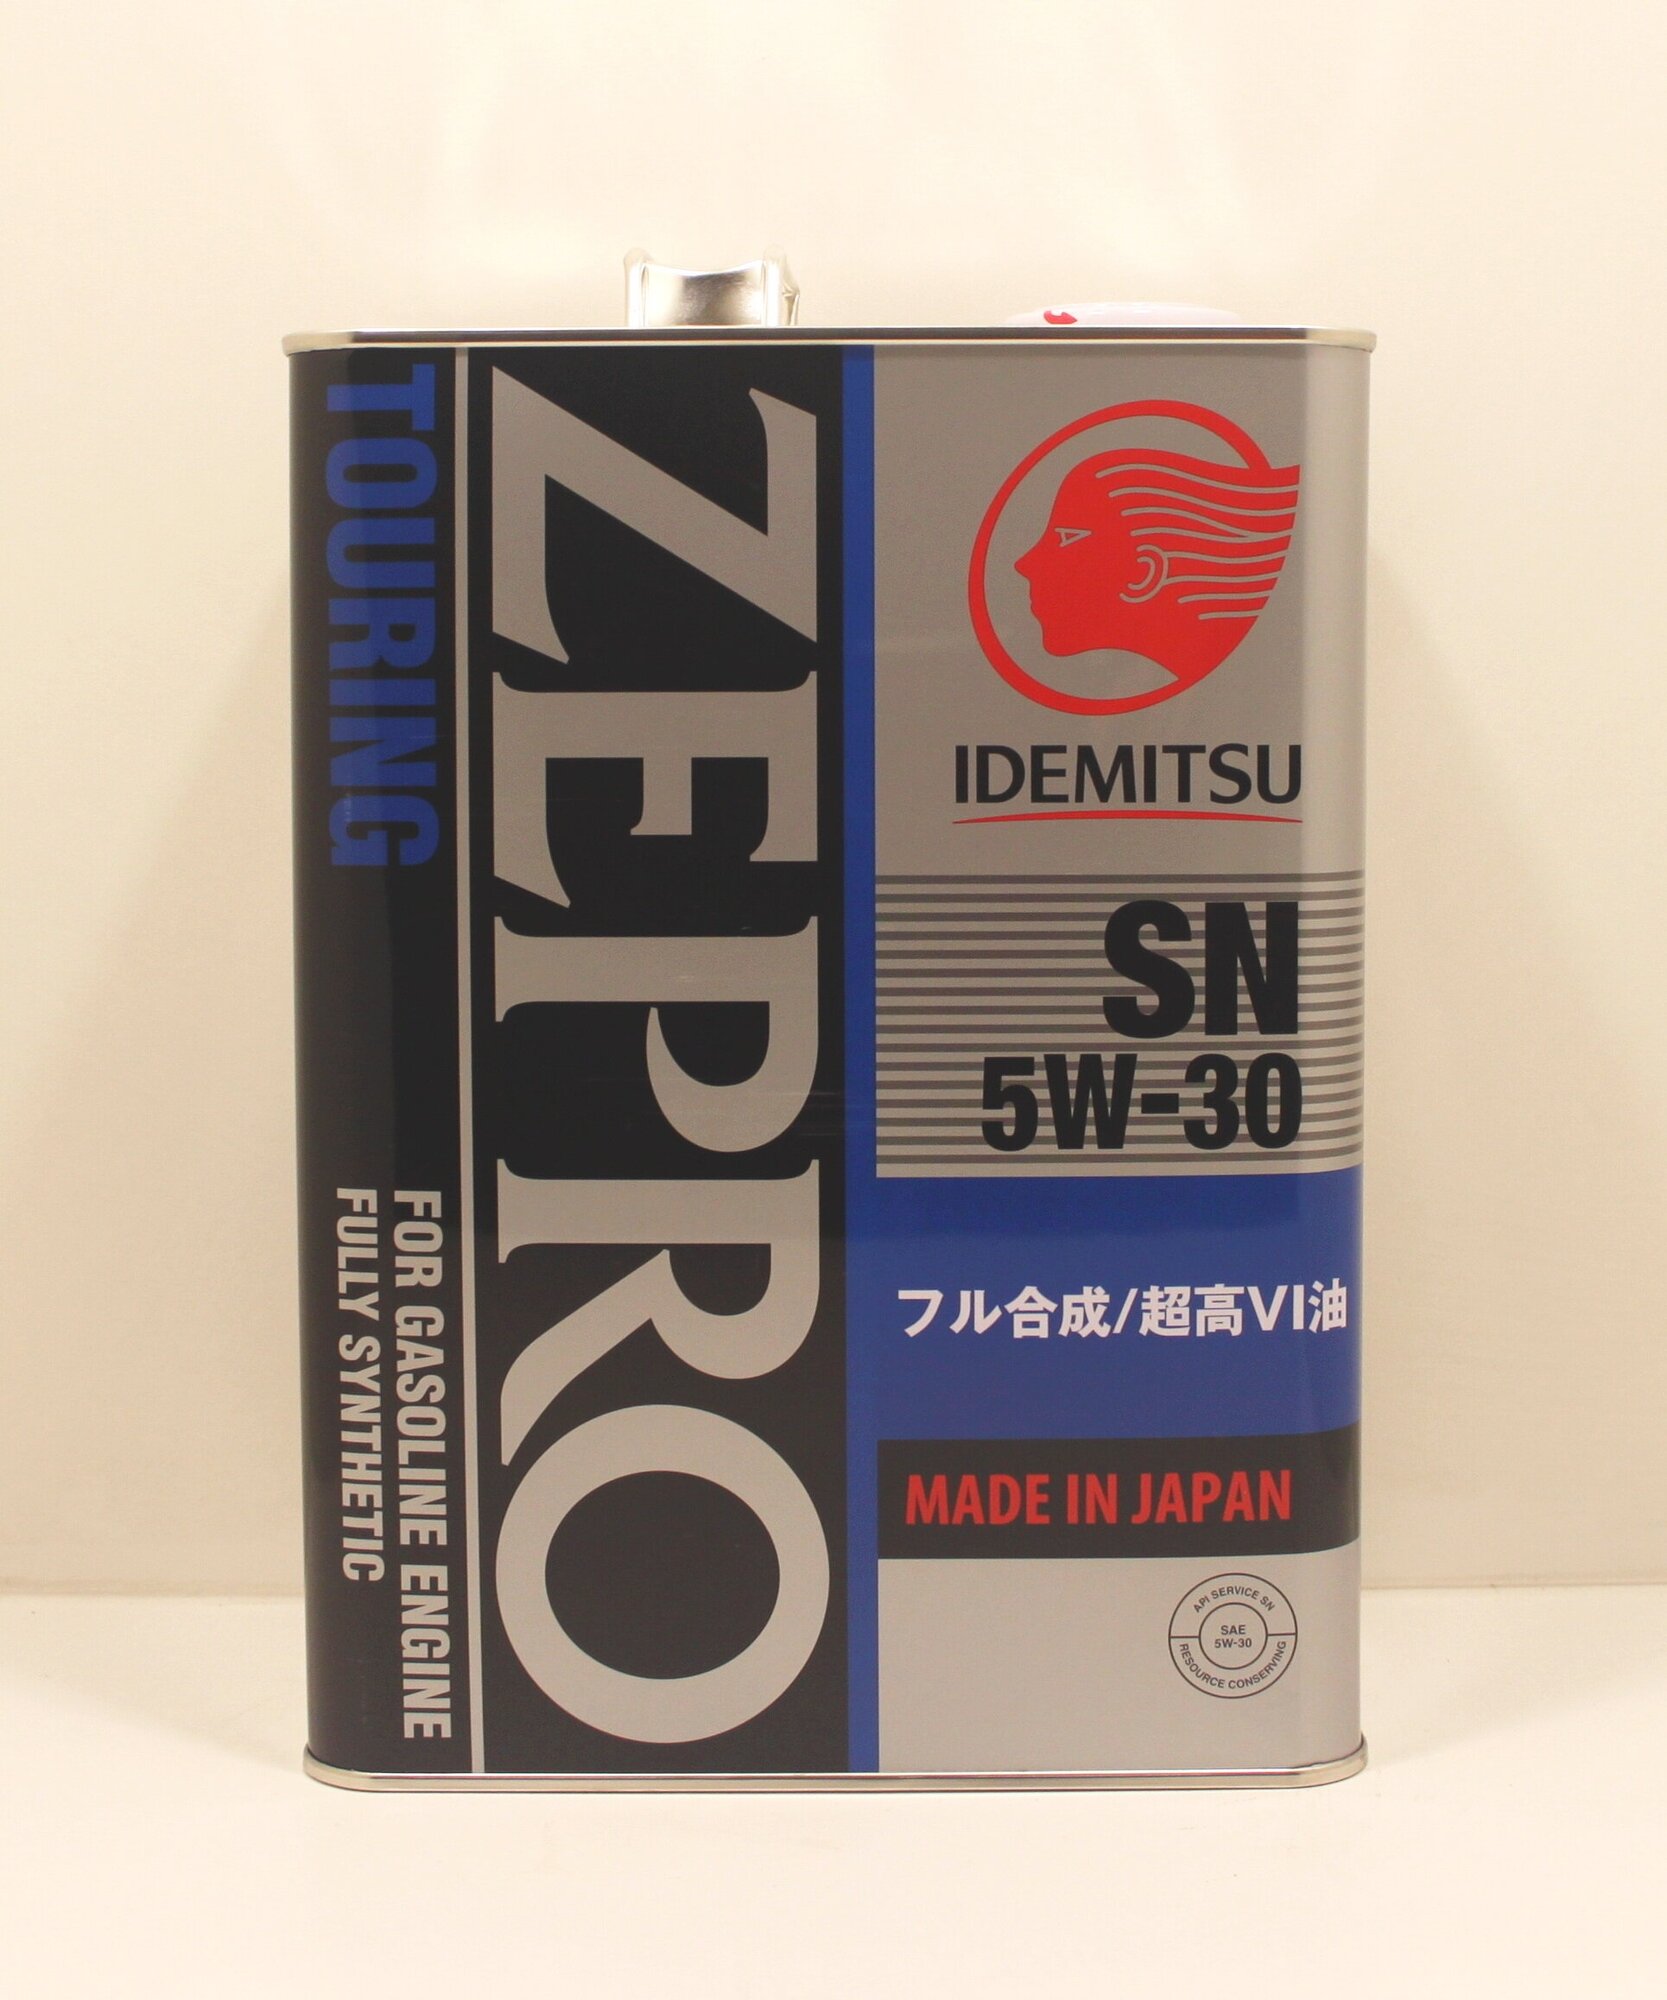 TOURING
FOR GASOLINE ENGINE
FULLY SYNTHETIC
ZEPRO
IDEMITSU
SN
5W-30
フル合成/超高VI油
MADE IN JAPAN
API SERVICE SN
SAE
5W-30
RESOURCE CONSERVING